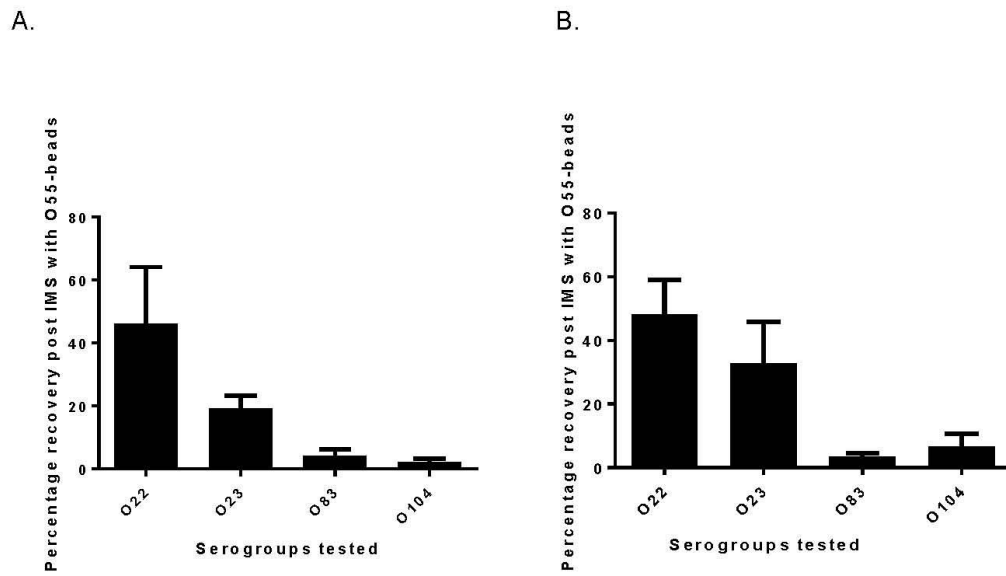 A.
Percentage recovery post IMS with O55-beads
80
60
40
20
0
O22
O23
O83
O104
Serogroups tested
B.
Percentage recovery post IMS with O55-beads
80
60
40
20
0
O22
O23
O83
O104
Serogroups tested